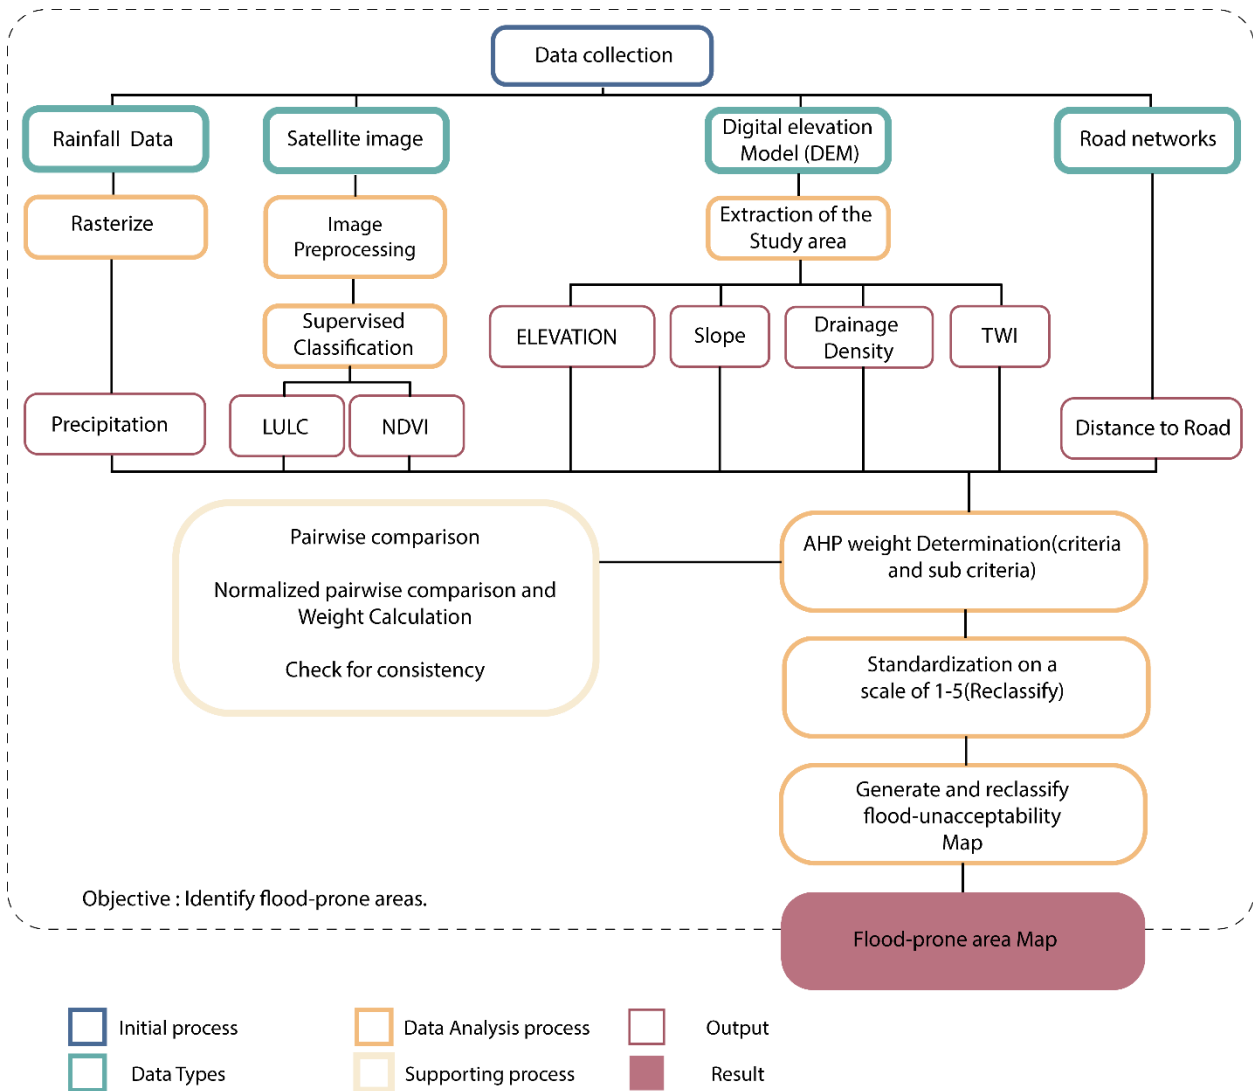 Data collection
Rainfall Data
Satellite image
Digital elevation
Model (DEM)
Road networks
Rasterize
Image
Preprocessing
Extraction of the
Study area
Supervised
Classification
ELEVATION
Slope
Drainage
Density
TWI
Precipitation
LULC
NDVI
Distance to Road
Pairwise comparison
Normalized pairwise comparison and
Weight Calculation
Check for consistency
AHP weight Determination(criteria
and sub criteria)
Standardization on a
scale of 1-5(Reclassify)
Generate and reclassify
flood-unacceptability
Map
Objective : Identify flood-prone areas.
Flood-prone area Map
Initial process
Data Analysis process
Output
Data Types
Supporting process
Result